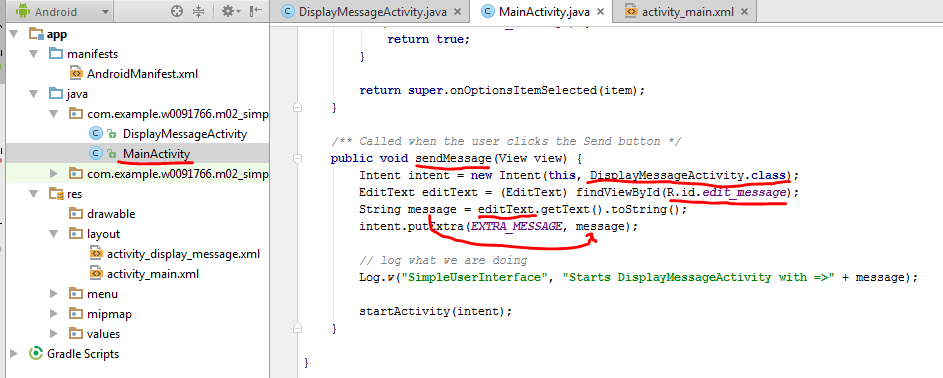 Android
app
manifests
AndroidManifest.xml
java
com.example.w0091766.m02_simp
DisplayMessageActivity
MainActivity
com.example.w0091766.m02_simp
res
drawable
layout
activity_display_message.xml
activity_main.xml
menu
mipmap
values
Gradle Scripts
DisplayMessageActivity.java
MainActivity.java
activity_main.xml
return true;
}
return super.onOptionsItemSelected(item);
}
/** Called when the user clicks the Send button */
public void sendMessage(View view) {
Intent intent = new Intent(this, DisplayMessageActivity.class);
EditText editText = (EditText) findViewById(R.id.edit_message);
String message = editText.getText().toString();
intent.putExtra(EXTRA_MESSAGE, message);
// log what we are doing
Log.w("SimpleUserInterface", "Starts DisplayMessageActivity with =>" + message);
startActivity(intent);
}
}